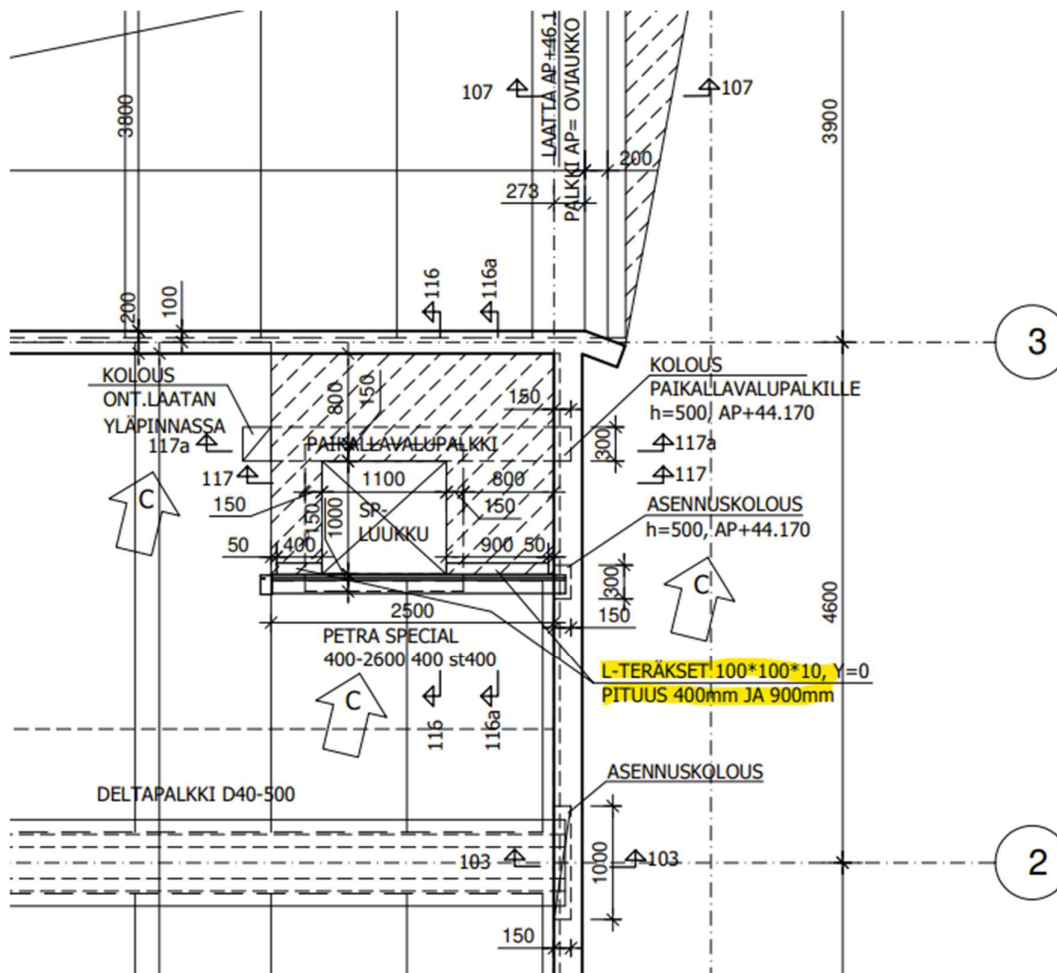 LAATTA AP+46.1
PALKKI AP= OVIAUKKO
107
107
3800
3900
200
273
116
116a
200
100
3
KOLOUS
ONT.LAATAN
YLÄPINNASSA
KOLOUS
PAIKALLAVALUPALKILLE
h=500, AP+44.170
800
150
150
300
117a
PAIKALLAVALUPALKKI
117a
117
1100
800
117
150
150
1000
SP-
LUUKKU
150
ASENNUSKOLOUS
h=500, AP+44.170
50
400
900
50
C
C
300
2500
150
4600
PETRA SPECIAL
400-2600 400 st400
L-TERÄKSET 100*100*10, Y=0
PITUUS 400mm JA 900mm
C
116
116a
DELTAPALKKI D40-500
ASENNUSKOLOUS
103
1000
103
2
150